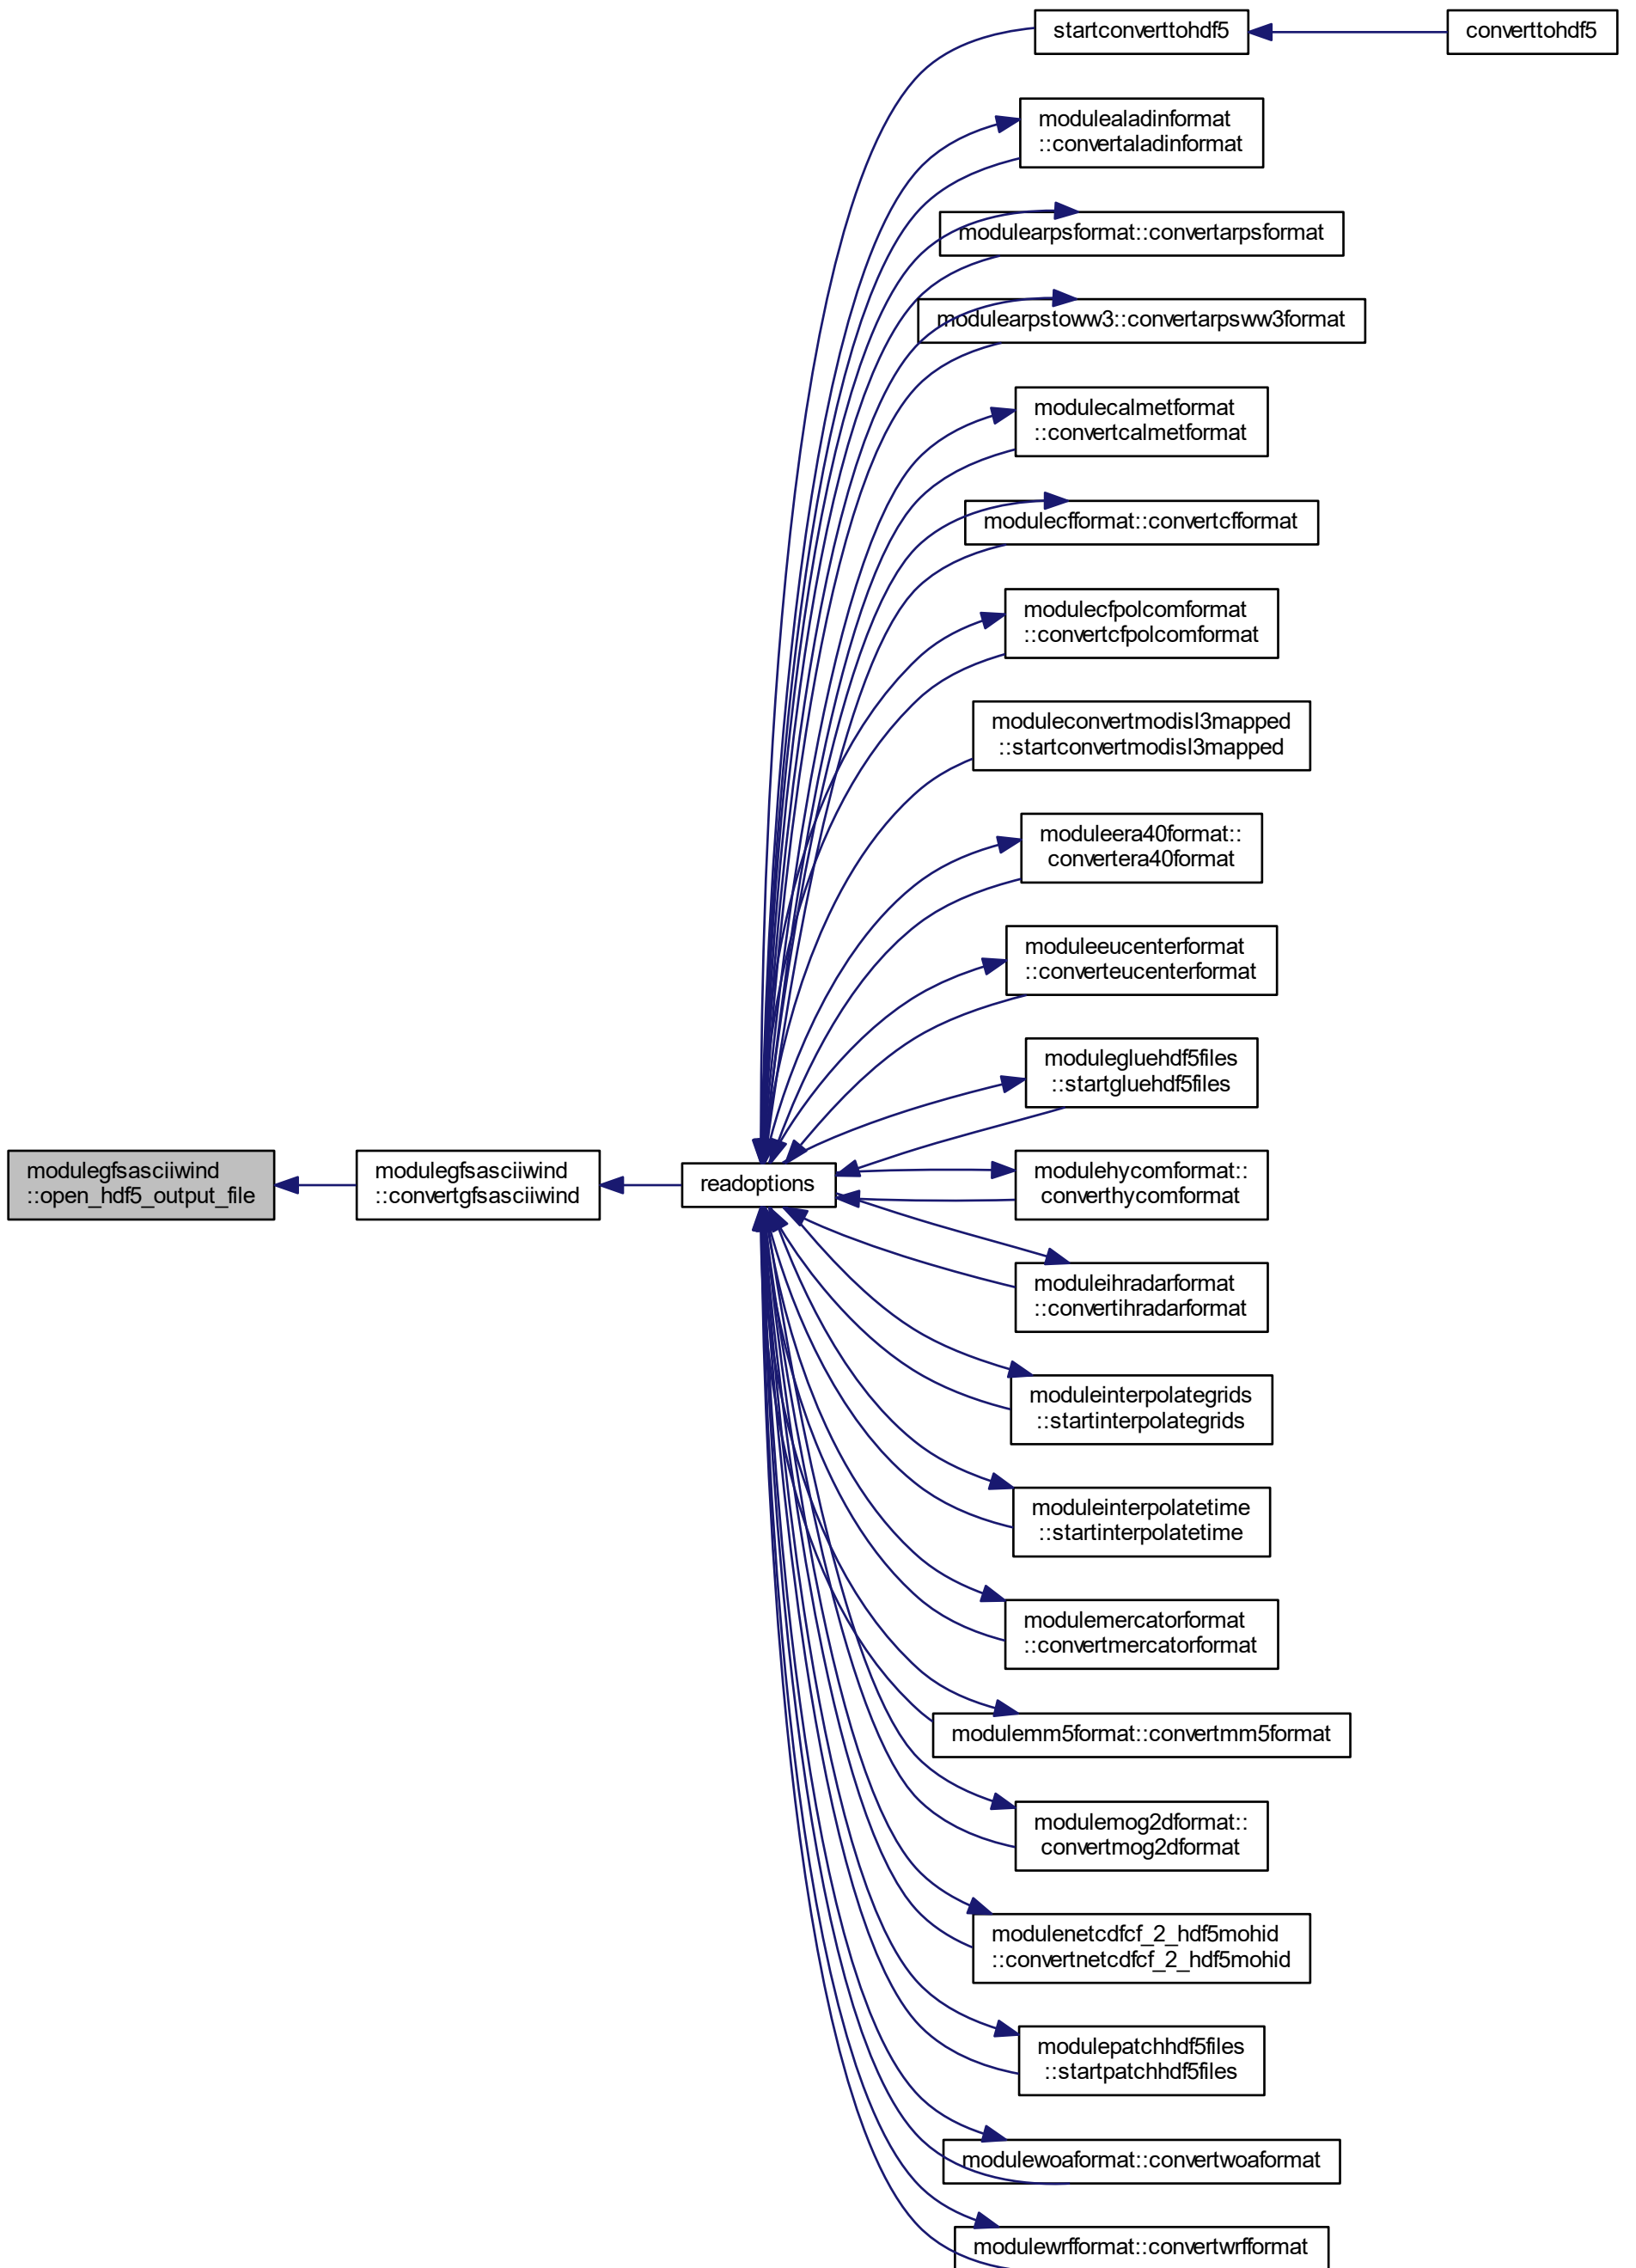 startconverttohdf5
converttohdf5
modulealadinformat
::convertaladinformat
modulearpsformat::convertarpsformat
modulearpstoww3::convertarpsww3format
modulecalmetformat
::convertcalmetformat
modulecfformat::convertcfformat
modulecfpolcomformat
::convertcfpolcomformat
moduleconvertmodisl3mapped
::startconvertmodisl3mapped
moduleera40format::
convertera40format
moduleeucenterformat
::converteucenterformat
modulegluehdf5files
::startgluehdf5files
modulegfsasciiwind
::open_hdf5_output_file
modulegfsasciiwind
::convertgfsasciiwind
readoptions
modulehycomformat::
converthycomformat
moduleihradarformat
::convertihradarformat
moduleinterpolategrids
::startinterpolategrids
moduleinterpolatetime
::startinterpolatetime
modulemercatorformat
::convertmercatorformat
modulemm5format::convertmm5format
modulemog2dformat::
convertmog2dformat
modulenetcdfcf_2_hdf5mohid
::convertnetcdfcf_2_hdf5mohid
modulepatchhdf5files
::startpatchhdf5files
modulewoaformat::convertwoaformat
modulewrfformat::convertwrfformat